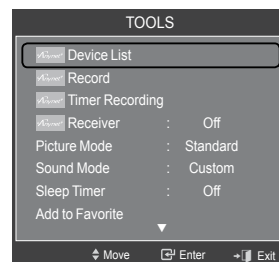 TOOLS
Device List
Record
Timer Recording
Receiver : Off
Picture Mode : Standard
Sound Mode : Custom
Sleep Timer : Off
Add to Favorite
Move Enter Exit